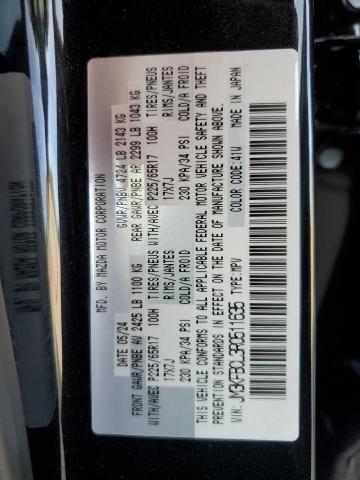 MFD. BY MAZDA MOTOR CORPORATION
DATE 05/24 GVWR/PNBV 4724 LB 2143 KG
FRONT GAWR/PNBE AV 2425 LB 1100 KG REAR GAWR/PNBE AR 2299 LB 1043 KG
WITH/AVEC P225/65R17 100H TIRES/PNEUS WITH/AVEC P225/65R17 100H TIRES/PNEUS
17X7J RIMS/JANTES 17X7J RIMS/JANTES
230 KPA/34 PSI COLD/A FROID 230 KPA/34 PSI COLD/A FROID
THIS VEHICLE CONFORMS TO ALL APPLICABLE FEDERAL MOTOR VEHICLE SAFETY AND THEFT
PREVENTION STANDARDS IN EFFECT ON THE DATE OF MANUFACTURE SHOWN ABOVE.
VIN: JM3KFBCL3R0511635 TYPE:MPV COLOR CODE:41W MADE IN JAPAN